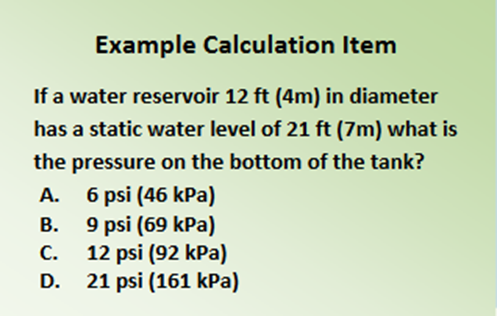 Example Calculation Item
If a water reservoir 12 ft (4m) in diameter
has a static water level of 21 ft (7m) what is
the pressure on the bottom of the tank?
A. 6 psi (46 kPa)
B. 9 psi (69 kPa)
C. 12 psi (92 kPa)
D. 21 psi (161 kPa)